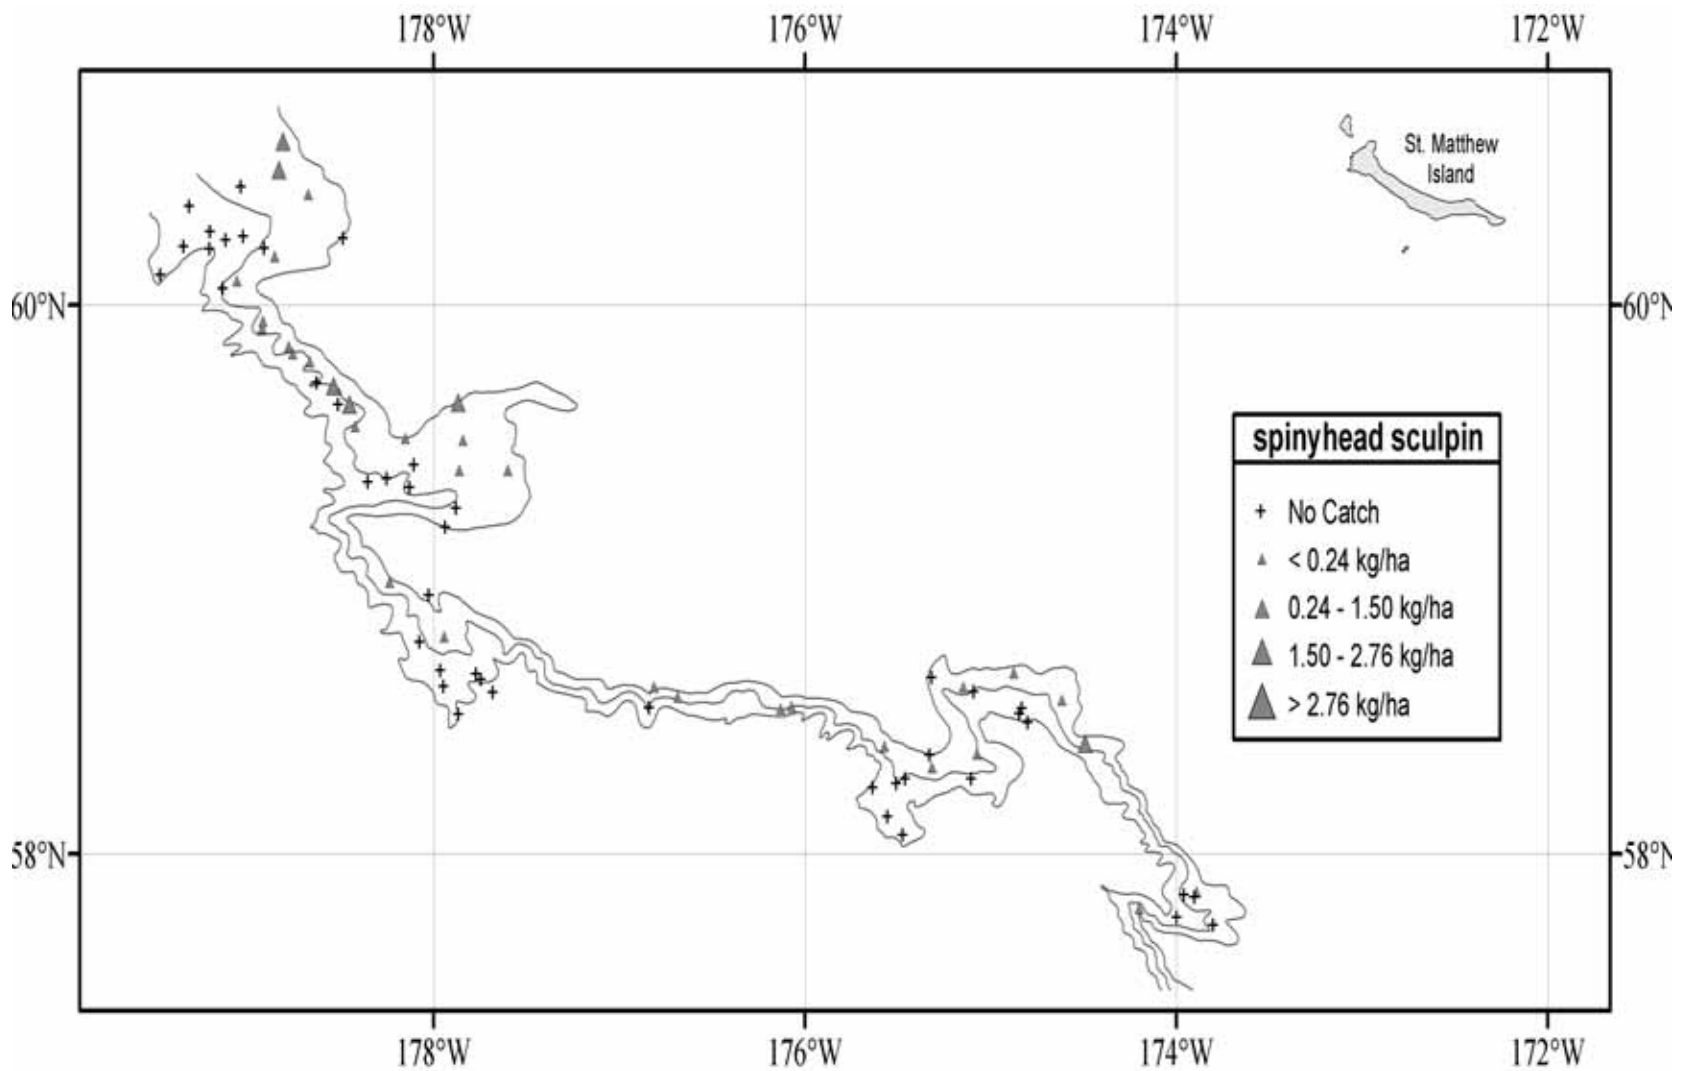 178°W 176°W 174°W 172°W
St. Matthew
Island
60°N 60°N
spinyhead sculpin
No Catch
< 0.24 kg/ha
0.24 - 1.50 kg/ha
1.50 - 2.76 kg/ha
> 2.76 kg/ha
58°N 58°N
178°W 176°W 174°W 172°W